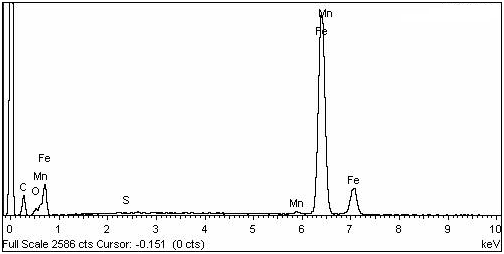 Mn
Fe
Fe
Mn
C
O
Fe
S
Mn
0 1 2 3 4 5 6 7 8 9 10
Full Scale 2586 cts Cursor: -0.151 (0 cts)
keV